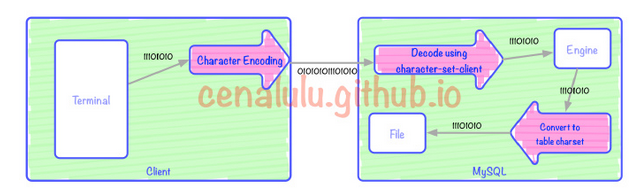 11101010
Character Encoding
Terminal
Client
010101011101010
cenalulu.github.io
Decode using
character-set-client
11101010
Engine
11101010
Convert to
table charset
11101010
File
MySQL